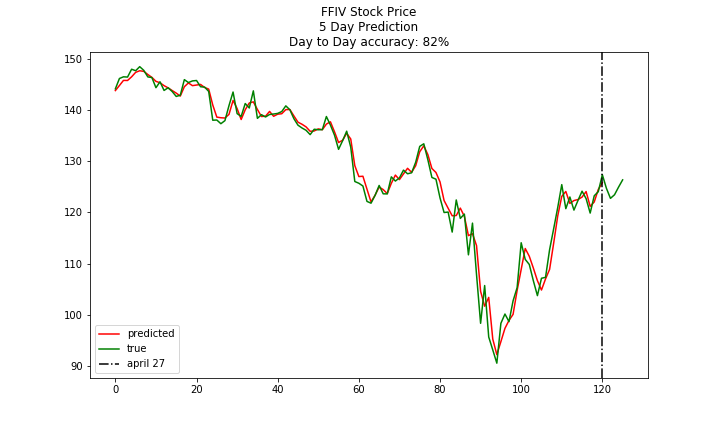 FFIV Stock Price
5 Day Prediction
Day to Day accuracy: 82%
150
140
130
120
110
100
90
predicted
true
april 27
0 20 40 60 80 100 120